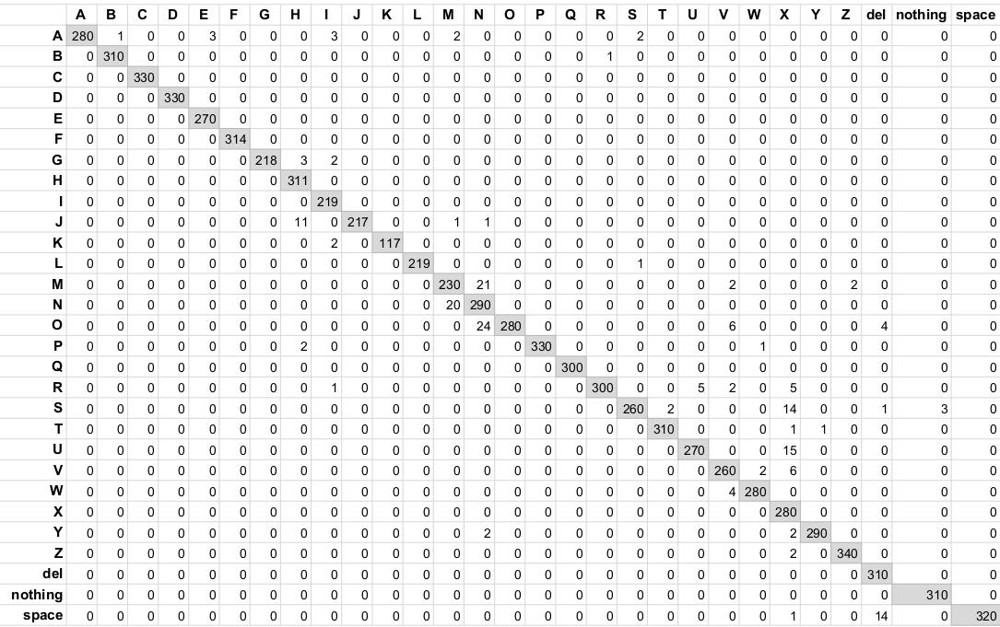 A B C D E F G H I J K L M N O P Q R S T U V W X Y Z del nothing space
A 280 1 0 0 3 0 0 0 3 0 0 0 2 0 0 0 0 0 2 0 0 0 0 0 0 0 0 0 0
B 0 310 0 0 0 0 0 0 0 0 0 0 0 0 0 0 0 1 0 0 0 0 0 0 0 0 0 0 0
C 0 0 330 0 0 0 0 0 0 0 0 0 0 0 0 0 0 0 0 0 0 0 0 0 0 0 0 0 0
D 0 0 0 330 0 0 0 0 0 0 0 0 0 0 0 0 0 0 0 0 0 0 0 0 0 0 0 0 0
E 0 0 0 0 270 0 0 0 0 0 0 0 0 0 0 0 0 0 0 0 0 0 0 0 0 0 0 0 0
F 0 0 0 0 0 314 0 0 0 0 0 0 0 0 0 0 0 0 0 0 0 0 0 0 0 0 0 0 0
G 0 0 0 0 0 0 218 3 2 0 0 0 0 0 0 0 0 0 0 0 0 0 0 0 0 0 0 0 0
H 0 0 0 0 0 0 0 311 0 0 0 0 0 0 0 0 0 0 0 0 0 0 0 0 0 0 0 0 0
I 0 0 0 0 0 0 0 0 219 0 0 0 0 0 0 0 0 0 0 0 0 0 0 0 0 0 0 0 0
J 0 0 0 0 0 0 0 11 0 217 0 0 1 1 0 0 0 0 0 0 0 0 0 0 0 0 0 0 0
K 0 0 0 0 0 0 0 0 2 0 117 0 0 0 0 0 0 0 0 0 0 0 0 0 0 0 0 0 0
L 0 0 0 0 0 0 0 0 0 0 0 219 0 0 0 0 0 0 1 0 0 0 0 0 0 0 0 0 0
M 0 0 0 0 0 0 0 0 0 0 0 0 230 21 0 0 0 0 0 0 0 2 0 0 0 2 0 0 0
N 0 0 0 0 0 0 0 0 0 0 0 0 20 290 0 0 0 0 0 0 0 0 0 0 0 0 0 0 0
O 0 0 0 0 0 0 0 0 0 0 0 0 0 24 280 0 0 0 0 0 0 6 0 0 0 0 4 0 0
P 0 0 0 0 0 0 0 2 0 0 0 0 0 0 0 330 0 0 0 0 0 0 1 0 0 0 0 0 0
Q 0 0 0 0 0 0 0 0 0 0 0 0 0 0 0 0 300 0 0 0 0 0 0 0 0 0 0 0 0
R 0 0 0 0 0 0 0 0 1 0 0 0 0 0 0 0 0 300 0 0 5 2 0 5 0 0 0 0 0
S 0 0 0 0 0 0 0 0 0 0 0 0 0 0 0 0 0 0 260 2 0 0 0 14 0 0 1 3 0
T 0 0 0 0 0 0 0 0 0 0 0 0 0 0 0 0 0 0 0 310 0 0 0 1 1 0 0 0 0
U 0 0 0 0 0 0 0 0 0 0 0 0 0 0 0 0 0 0 0 0 270 0 0 15 0 0 0 0 0
V 0 0 0 0 0 0 0 0 0 0 0 0 0 0 0 0 0 0 0 0 0 260 2 6 0 0 0 0 0
W 0 0 0 0 0 0 0 0 0 0 0 0 0 0 0 0 0 0 0 0 0 4 280 0 0 0 0 0 0
X 0 0 0 0 0 0 0 0 0 0 0 0 0 0 0 0 0 0 0 0 0 0 0 280 0 0 0 0 0
Y 0 0 0 0 0 0 0 0 0 0 0 0 0 2 0 0 0 0 0 0 0 0 0 2 290 0 0 0 0
Z 0 0 0 0 0 0 0 0 0 0 0 0 0 0 0 0 0 0 0 0 0 0 0 2 0 340 0 0 0
del 0 0 0 0 0 0 0 0 0 0 0 0 0 0 0 0 0 0 0 0 0 0 0 0 0 0 310 0 0
nothing 0 0 0 0 0 0 0 0 0 0 0 0 0 0 0 0 0 0 0 0 0 0 0 0 0 0 0 310 0
space 0 0 0 0 0 0 0 0 0 0 0 0 0 0 0 0 0 0 0 0 0 0 0 1 0 0 14 0 320